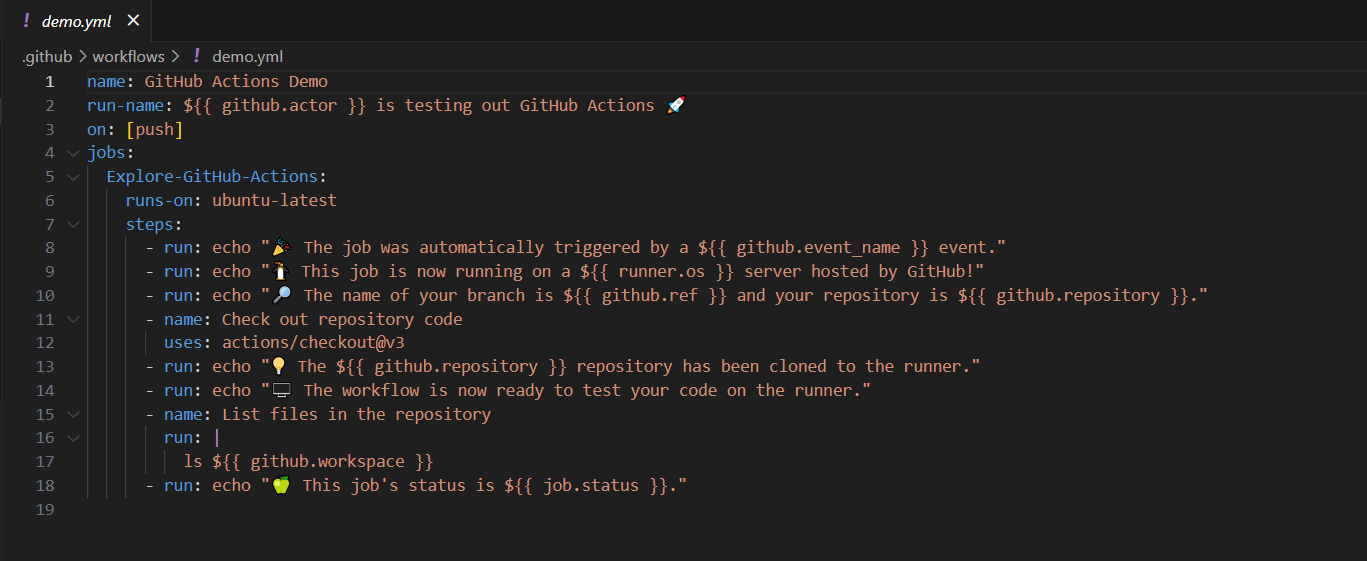 ! demo.yml ×
.github > workflows > ! demo.yml
1 name: GitHub Actions Demo
2 run-name: ${{ github.actor }} is testing out GitHub Actions 🚀
3 on: [push]
4 jobs:
5 Explore-GitHub-Actions:
6 runs-on: ubuntu-latest
7 steps:
8 - run: echo "🎉 The job was automatically triggered by a ${{ github.event_name }} event."
9 - run: echo "🐧 This job is now running on a ${{ runner.os }} server hosted by GitHub!"
10 - run: echo "🔎 The name of your branch is ${{ github.ref }} and your repository is ${{ github.repository }}."
11 - name: Check out repository code
12 uses: actions/checkout@v3
13 - run: echo "💡 The ${{ github.repository }} repository has been cloned to the runner."
14 - run: echo "🖥️ The workflow is now ready to test your code on the runner."
15 - name: List files in the repository
16 run: |
17 ls ${{ github.workspace }}
18 - run: echo "🍏 This job's status is ${{ job.status }}."
19